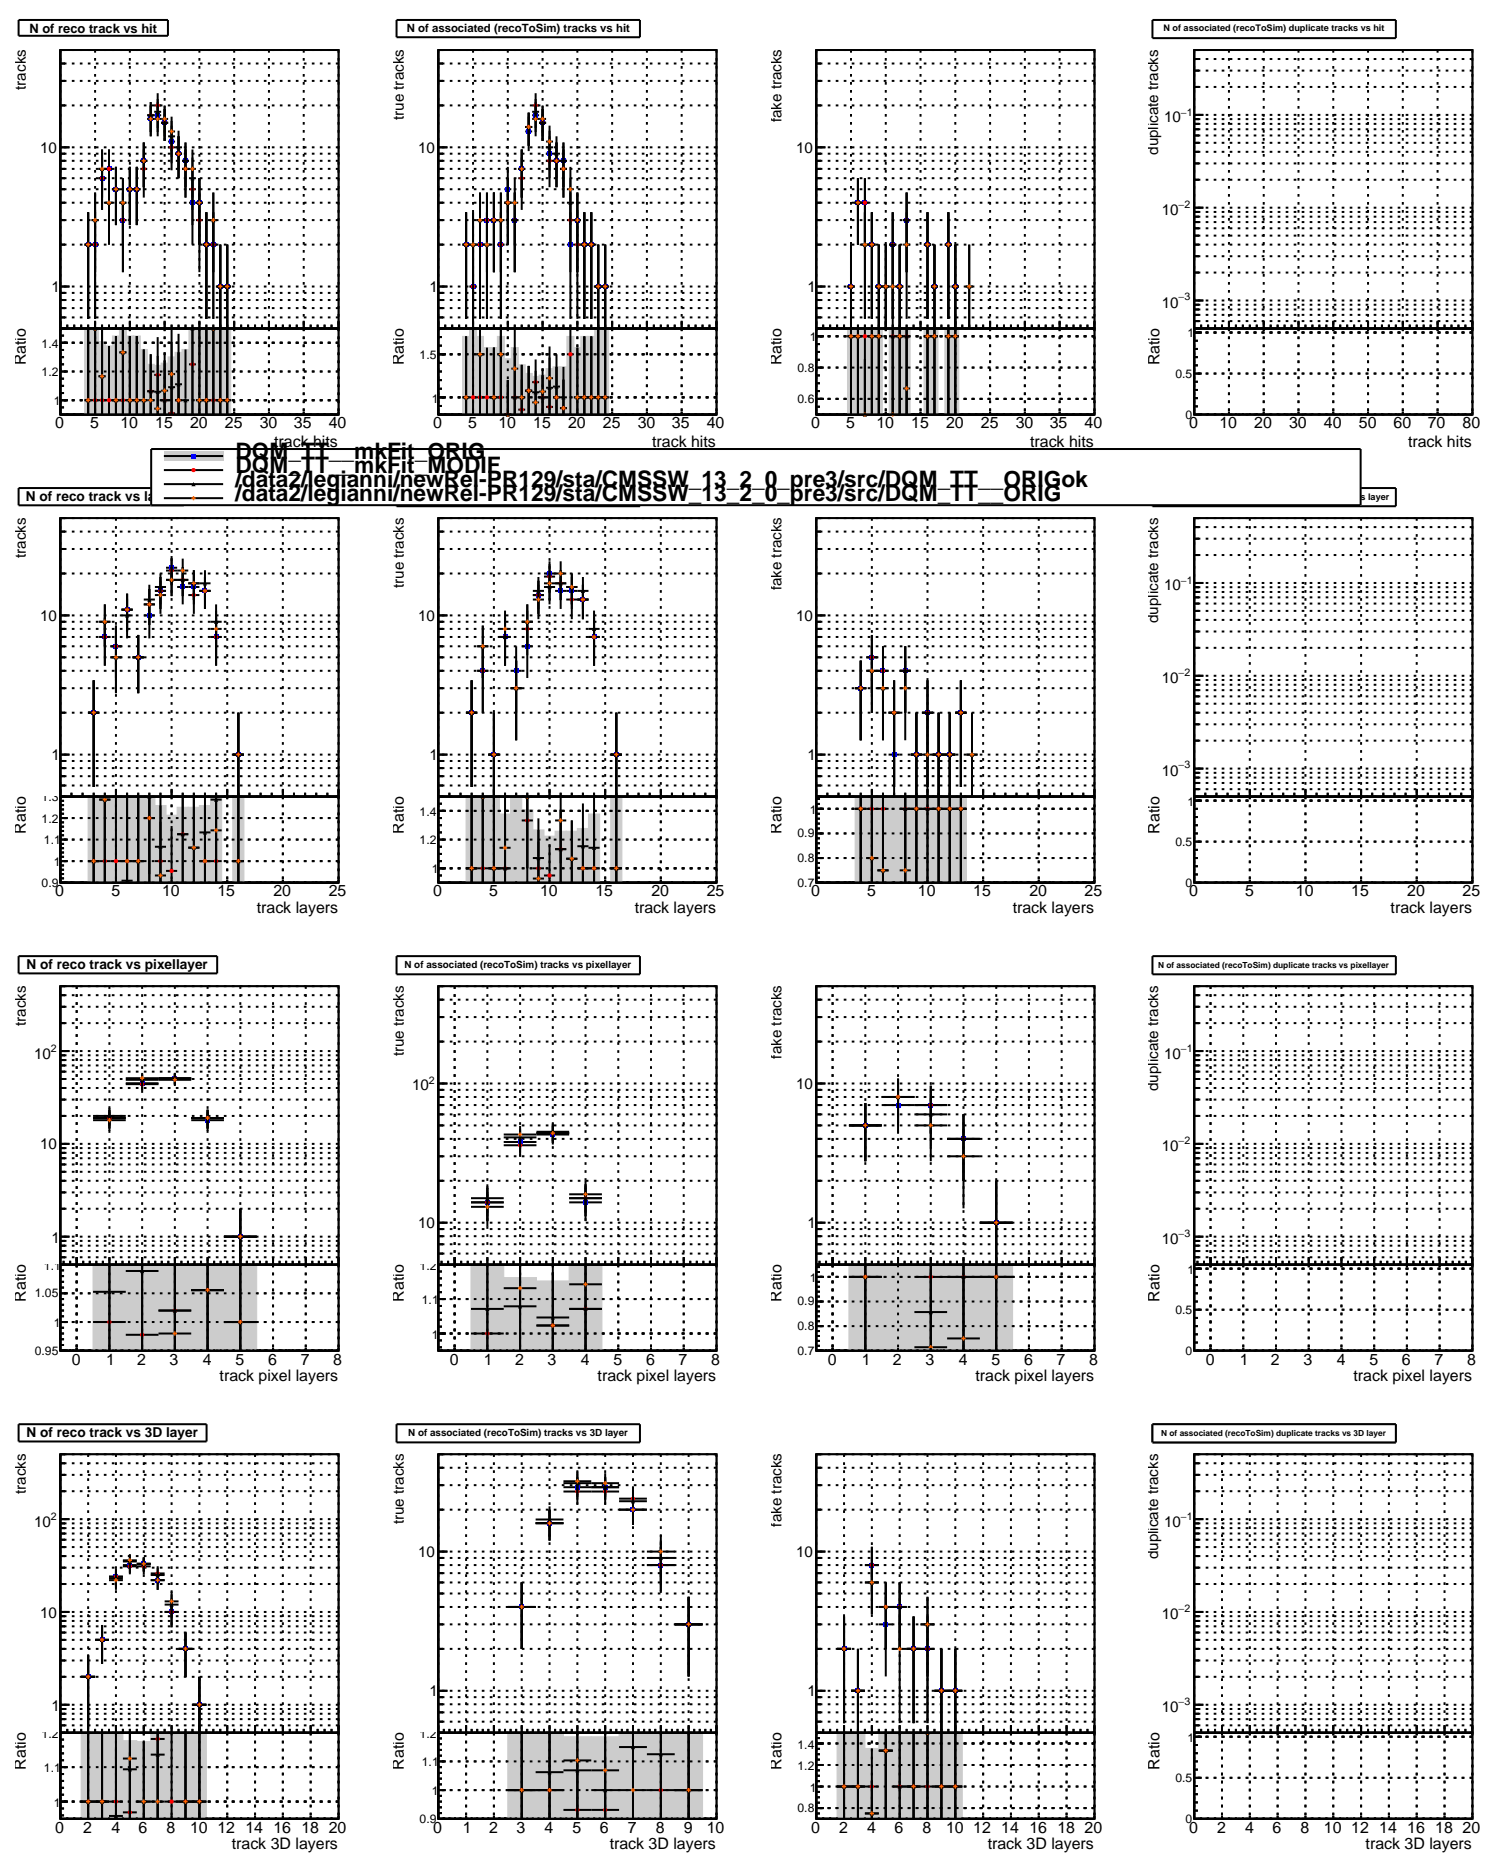 N of reco track vs hit
N of associated (recoToSim) tracks vs hit
N of associated (recoToSim) duplicate tracks vs hit
tracks
true tracks
fake tracks
duplicate tracks
10
1
10
1
10
1
10⁻¹
10⁻²
10⁻³
Ratio
1.4
1.2
1
Ratio
1.5
1
Ratio
1
0.8
0.6
Ratio
1
0.5
0
0 5 10 15 20 25 30 35 40
0 5 10 15 20 25 30 35 40
0 5 10 15 20 25 30 35 40
0 10 20 30 40 50 60 70 80
track hits
track hits
track hits
track hits
DQM_TT__mkFit_ORIG
DQM_TT__mkFit_MODIF
/data2/legianni/newRel-PR129/sta/CMSSW_13_2_0_pre3/src/DQM_TT__ORIGok
/data2/legianni/newRel-PR129/sta/CMSSW_13_2_0_pre3/src/DQM_TT__ORIG
N of reco track vs la
s layer
tracks
true tracks
fake tracks
duplicate tracks
10
1
10
1
10
1
10⁻¹
10⁻²
10⁻³
Ratio
1.3
1.2
1.1
1
0.9
Ratio
1.4
1.2
1
Ratio
1
0.9
0.8
0.7
Ratio
1
0.5
0
0 5 10 15 20 25
0 5 10 15 20 25
0 5 10 15 20 25
0 5 10 15 20 25
track layers
track layers
track layers
track layers
N of reco track vs pixellayer
N of associated (recoToSim) tracks vs pixellayer
N of associated (recoToSim) duplicate tracks vs pixellayer
tracks
true tracks
fake tracks
duplicate tracks
10²
10
1
10²
10
10
1
10⁻¹
10⁻²
10⁻³
Ratio
1.1
1.05
1
0.95
Ratio
1.2
1.1
1
Ratio
1
0.9
0.8
0.7
Ratio
1
0.5
0
0 1 2 3 4 5 6 7 8
0 1 2 3 4 5 6 7 8
0 1 2 3 4 5 6 7 8
0 1 2 3 4 5 6 7 8
track pixel layers
track pixel layers
track pixel layers
track pixel layers
N of reco track vs 3D layer
N of associated (recoToSim) tracks vs 3D layer
N of associated (recoToSim) duplicate tracks vs 3D layer
tracks
true tracks
fake tracks
duplicate tracks
10²
10
1
10
1
10
1
10⁻¹
10⁻²
10⁻³
Ratio
1.2
1.1
1
Ratio
1.2
1.1
1
0.9
Ratio
1.4
1.2
1
0.8
Ratio
1
0.5
0
0 2 4 6 8 10 12 14 16 18 20
0 1 2 3 4 5 6 7 8 9 10
0 2 4 6 8 10 12 14 16 18 20
0 2 4 6 8 10 12 14 16 18 20
track 3D layers
track 3D layers
track 3D layers
track 3D layers